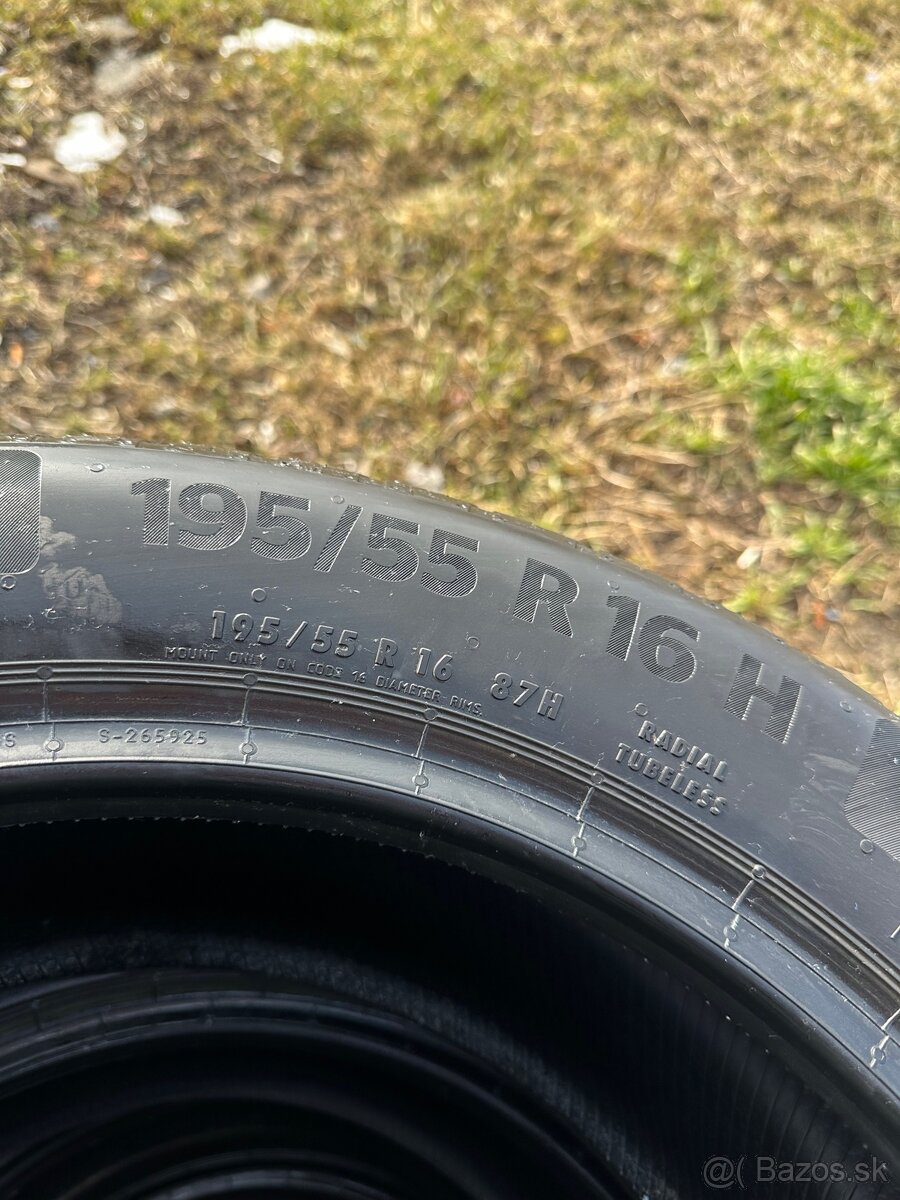 195/55 R 16 H
195/55 R 16 87H
MOUNT ONLY ON CODE 16 DIAMETER RIMS.
RADIAL
TUBELESS
S-265925
@( Bazos.sk